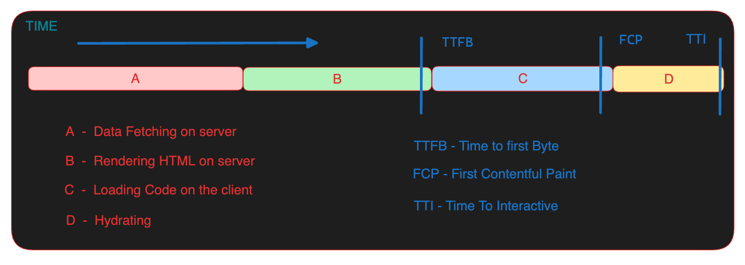 TIME
TTFB
FCP
TTI
A
B
C
D
A - Data Fetching on server
B - Rendering HTML on server
C - Loading Code on the client
D - Hydrating
TTFB - Time to first Byte
FCP - First Contentful Paint
TTI - Time To Interactive